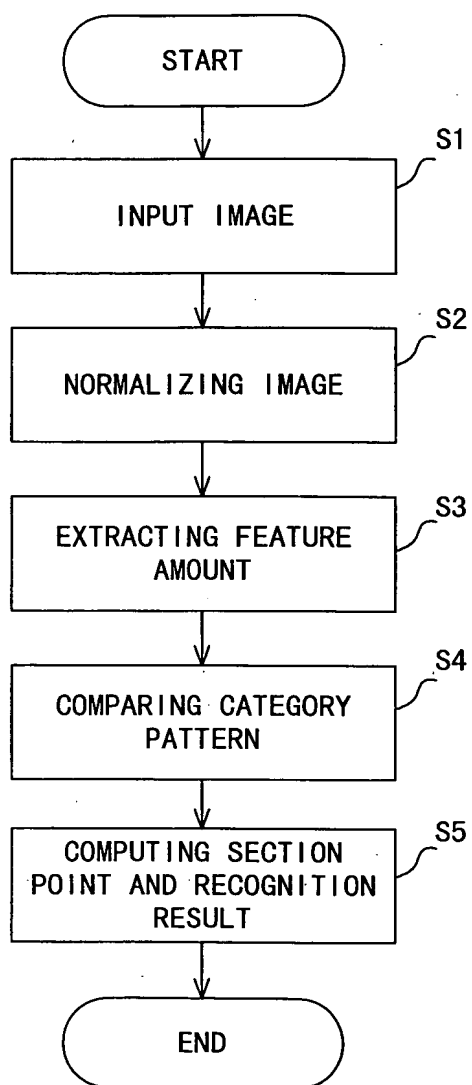 START
S1
INPUT IMAGE
S2
NORMALIZING IMAGE
S3
EXTRACTING FEATURE
AMOUNT
S4
COMPARING CATEGORY
PATTERN
S5
COMPUTING SECTION
POINT AND RECOGNITION
RESULT
END